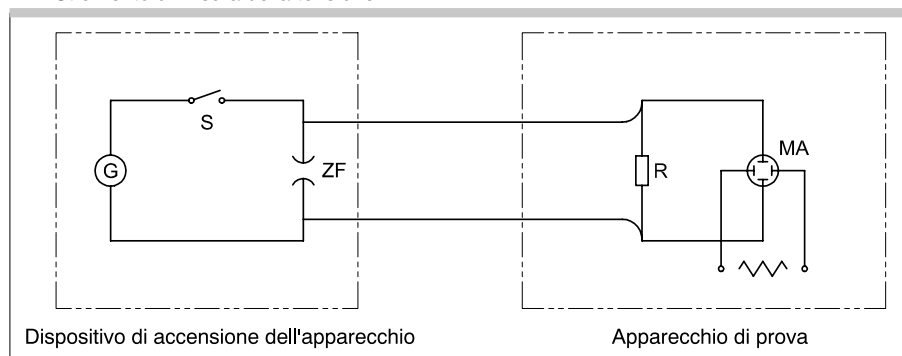 S
G
ZF
R
MA
Dispositivo di accensione dell'apparecchio
Apparecchio di prova